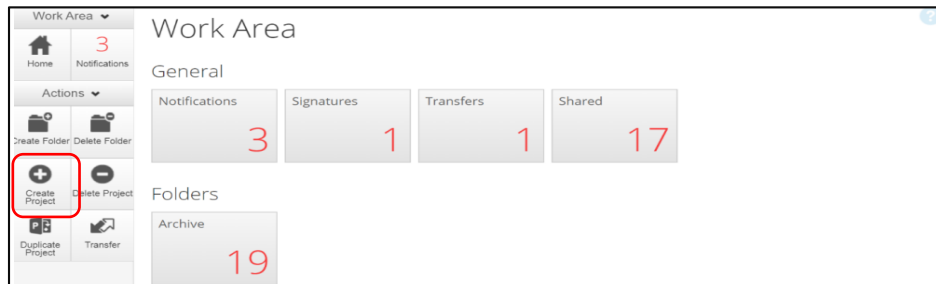 Work Area
Home
3
Notifications
Actions
Create Folder
Delete Folder
Create
Project
Delete Project
Duplicate
Project
Transfer
Work Area
General
Notifications
3
Signatures
1
Transfers
1
Shared
17
Folders
Archive
19
?